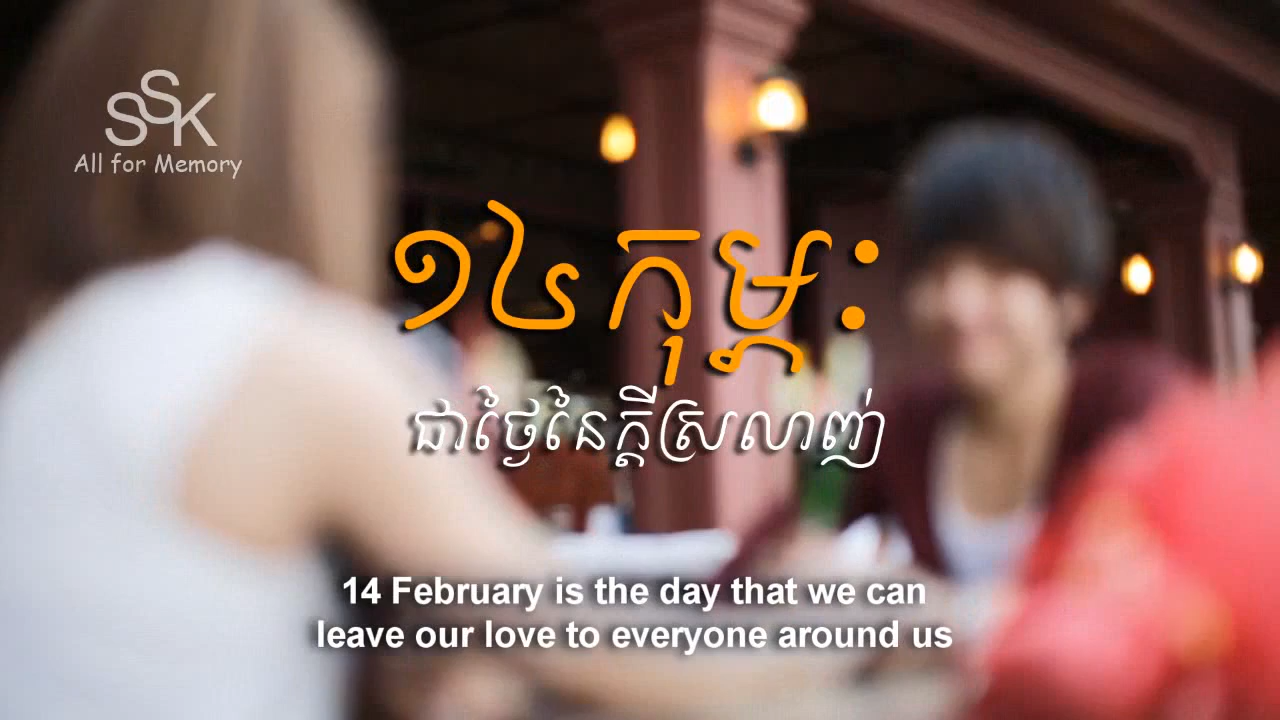 SSK
All for Memory
១៤កុម្ភៈ
ជាថ្ងៃនៃក្តីស្រលាញ់
14 February is the day that we can
leave our love to everyone around us